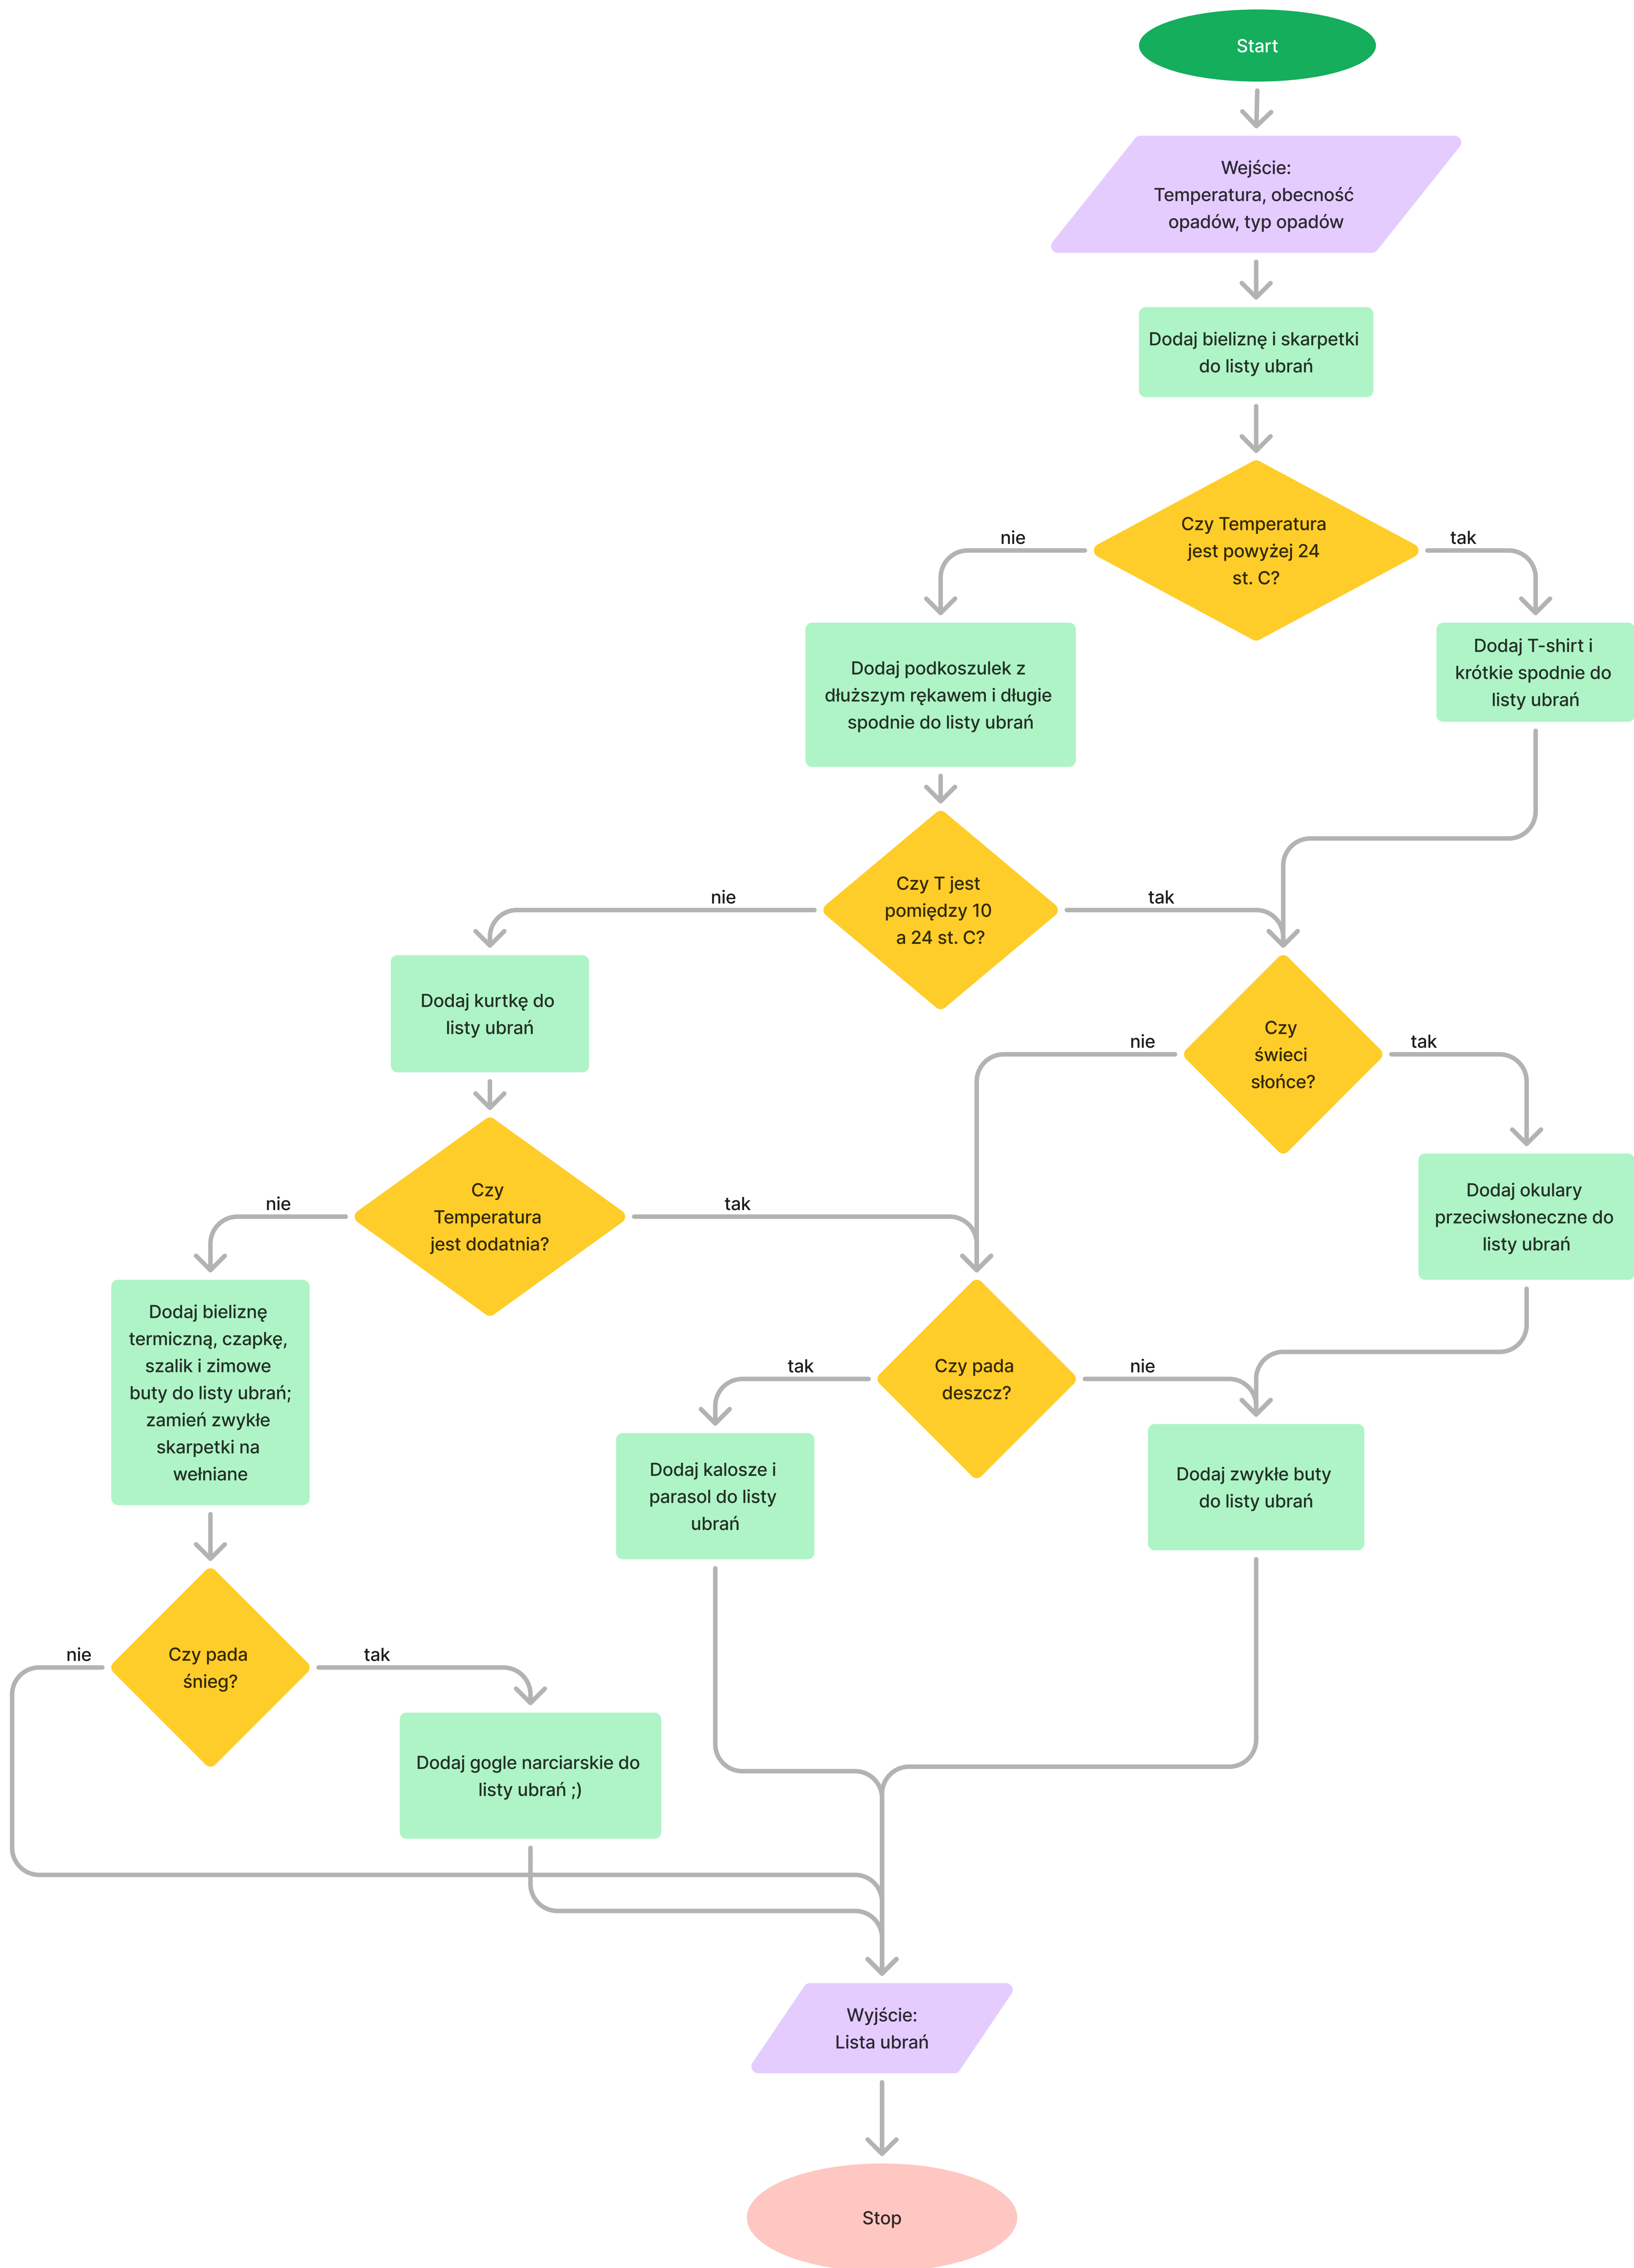 Start
Wejście:
Temperatura, obecność
opadów, typ opadów
Dodaj bieliznę i skarpetki
do listy ubrań
Czy Temperatura
jest powyżej 24
st. C?
nie
tak
Dodaj podkoszulek z
dłuższym rękawem i długie
spodnie do listy ubrań
Dodaj T-shirt i
krótkie spodnie do
listy ubrań
Czy T jest
pomiędzy 10
a 24 st. C?
nie
tak
Dodaj kurtkę do
listy ubrań
Czy
świeci
słońce?
nie
tak
Czy
Temperatura
jest dodatnia?
nie
tak
Dodaj okulary
przeciwsłoneczne do
listy ubrań
Dodaj bieliznę
termiczną, czapkę,
szalik i zimowe
buty do listy ubrań;
zamień zwykłe
skarpetki na
wełniane
Czy pada
deszcz?
tak
nie
Dodaj kalosze i
parasol do listy
ubrań
Dodaj zwykłe buty
do listy ubrań
Czy pada
śnieg?
nie
tak
Dodaj gogle narciarskie do
listy ubrań ;)
Wyjście:
Lista ubrań
Stop